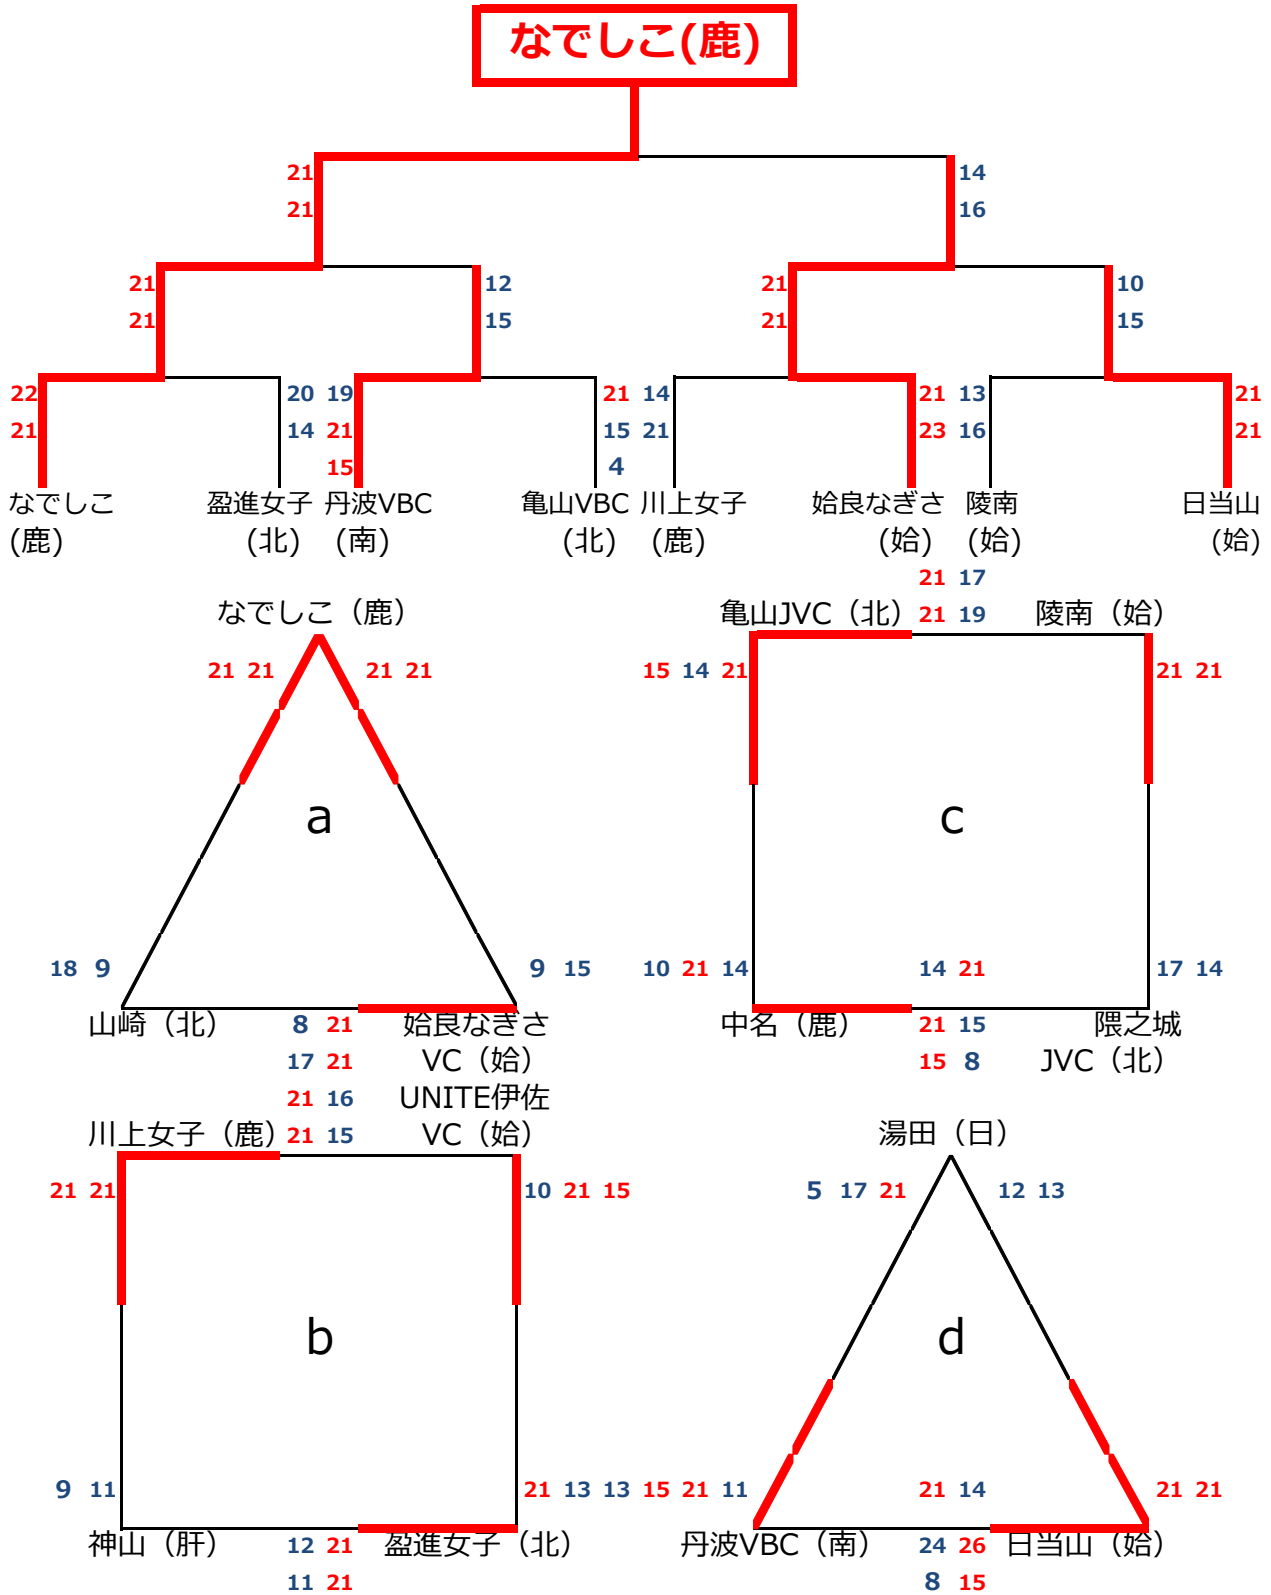 なでしこ(鹿)
21 14
21 16
21 12 21 10
21 15 21 15
22 20 19 21 14 21 13 21
21 14 21 15 21 23 16 21
15 4
なでしこ 盈進女子 丹波VBC 亀山VBC 川上女子 姶良なぎさ 陵南 日当山
(鹿) (北) (南) (北) (鹿) (姶) (姶) (姶)
21 17
なでしこ（鹿） 亀山JVC（北） 21 19 陵南（姶）
21 21 21 21 15 14 21 21 21
a c
18 9 9 15 10 21 14 14 21 17 14
山崎（北） 8 21 姶良なぎさ 中名（鹿） 21 15 隈之城
17 21 VC（姶） 15 8 JVC（北）
21 16 UNITE伊佐
川上女子（鹿） 21 15 VC（姶） 湯田（日）
21 21 10 21 15 5 17 21 12 13
b d
9 11 21 13 13 15 21 11 21 14 21 21
神山（肝） 12 21 盈進女子（北） 丹波VBC（南） 24 26 日当山（姶）
11 21 8 15